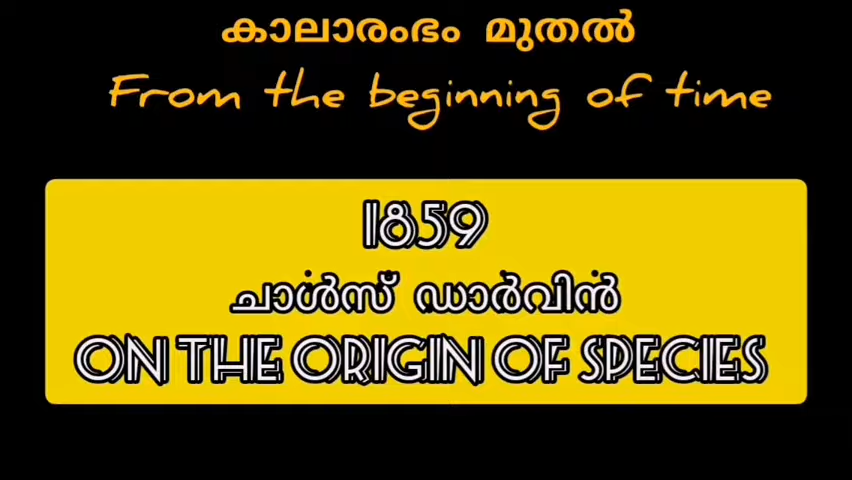 കാലാരംഭം മുതൽ
From the beginning of time
1859
ചാൾസ് ഡാർവിൻ
ON THE ORIGIN OF SPECIES